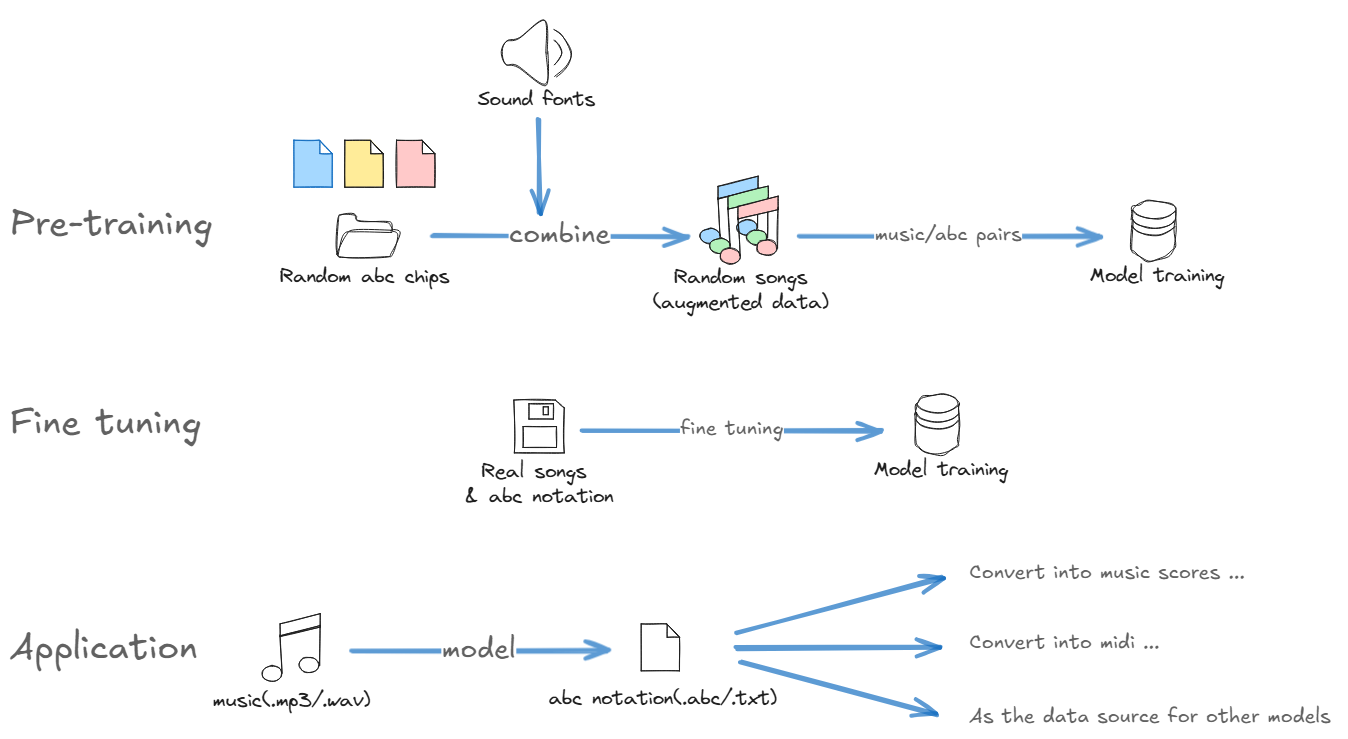 Sound fonts
Pre-training
combine
music/abc pairs
Random abc chips
Random songs
(augmented data)
Model training
Fine tuning
fine tuning
Real songs
& abc notation
Model training
Convert into music scores ...
Application
model
Convert into midi ...
music(.mp3/.wav)
abc notation(.abc/.txt)
As the data source for other models